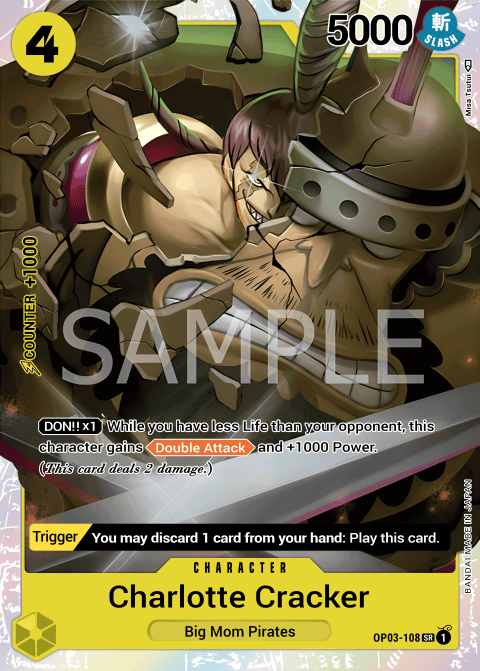 4
5000
斬
SLASH
Misa Tsutui
COUNTER +1000
SAMPLE
DON!! ×1 While you have less Life than your opponent, this
character gains Double Attack and +1000 Power.
(This card deals 2 damage.)
Trigger You may discard 1 card from your hand: Play this card.
BANDAI MADE IN JAPAN
CHARACTER
Charlotte Cracker
Big Mom Pirates
OP03-108 SR 1